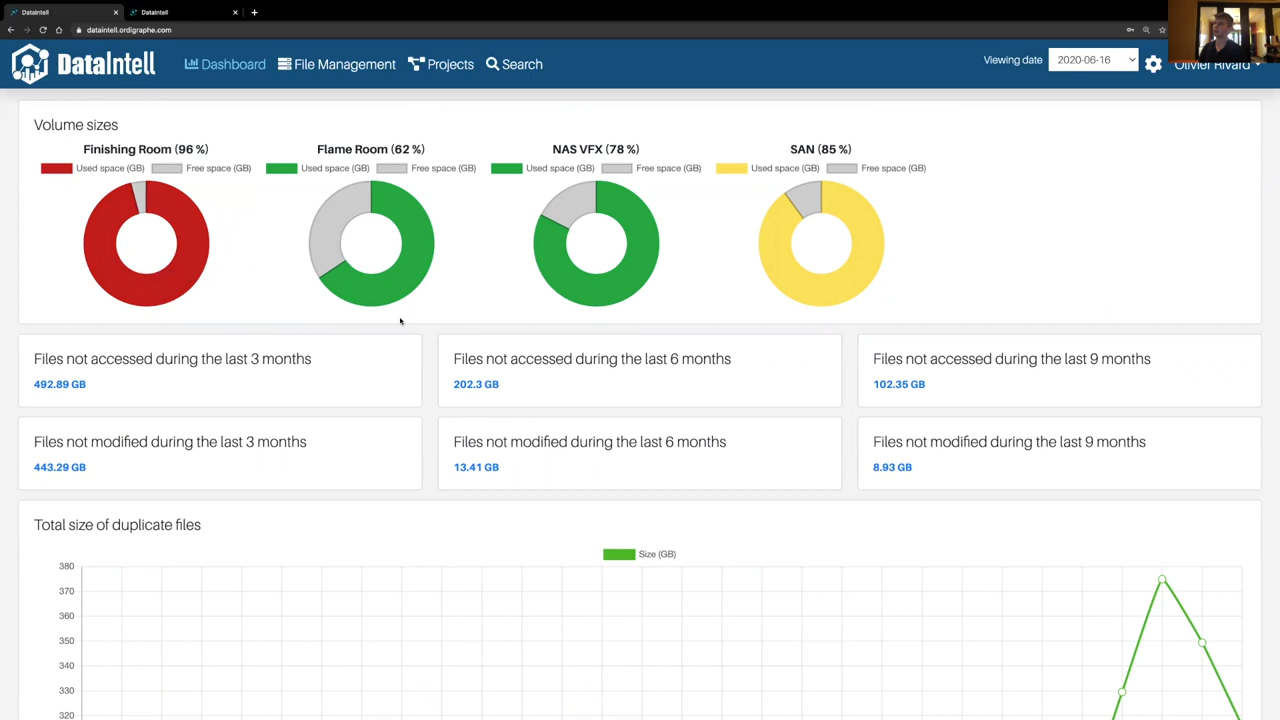 DataIntell
DataIntell
dataintell.ordigraphe.com
DataIntell
Dashboard
File Management
Projects
Search
Viewing date
2020-06-16
Olivier Rivard
Volume sizes
Finishing Room (96 %)
Used space (GB)
Free space (GB)
Flame Room (62 %)
Used space (GB)
Free space (GB)
NAS VFX (78 %)
Used space (GB)
Free space (GB)
SAN (85 %)
Used space (GB)
Free space (GB)
Files not accessed during the last 3 months
492.89 GB
Files not accessed during the last 6 months
202.3 GB
Files not accessed during the last 9 months
102.35 GB
Files not modified during the last 3 months
443.29 GB
Files not modified during the last 6 months
13.41 GB
Files not modified during the last 9 months
8.93 GB
Total size of duplicate files
Size (GB)
380
370
360
350
340
330
320